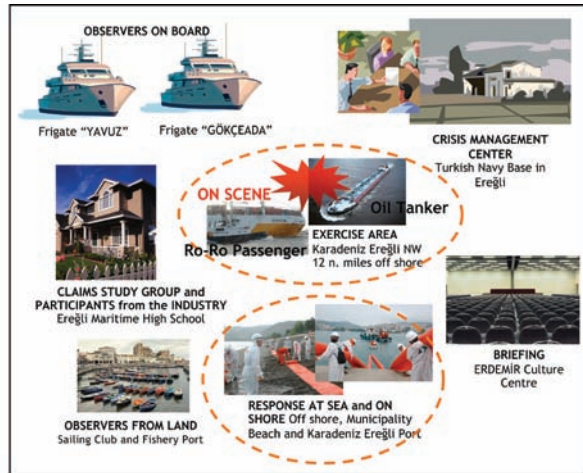 OBSERVERS ON BOARD
Frigate “YAVUZ”
Frigate “GÖKÇEADA”
CRISIS MANAGEMENT
CENTER
Turkish Navy Base in
Ereğli
ON SCENE
Oil Tanker
Ro-Ro Passenger
EXERCISE AREA
Karadeniz Ereğli NW
12 n. miles off shore
CLAIMS STUDY GROUP and
PARTICIPANTS from the INDUSTRY
Ereğli Maritime High School
BRIEFING
ERDEMİR Culture
Centre
OBSERVERS FROM LAND
Sailing Club and Fishery Port
RESPONSE AT SEA and ON
SHORE Off shore, Municipality
Beach and Karadeniz Ereğli Port